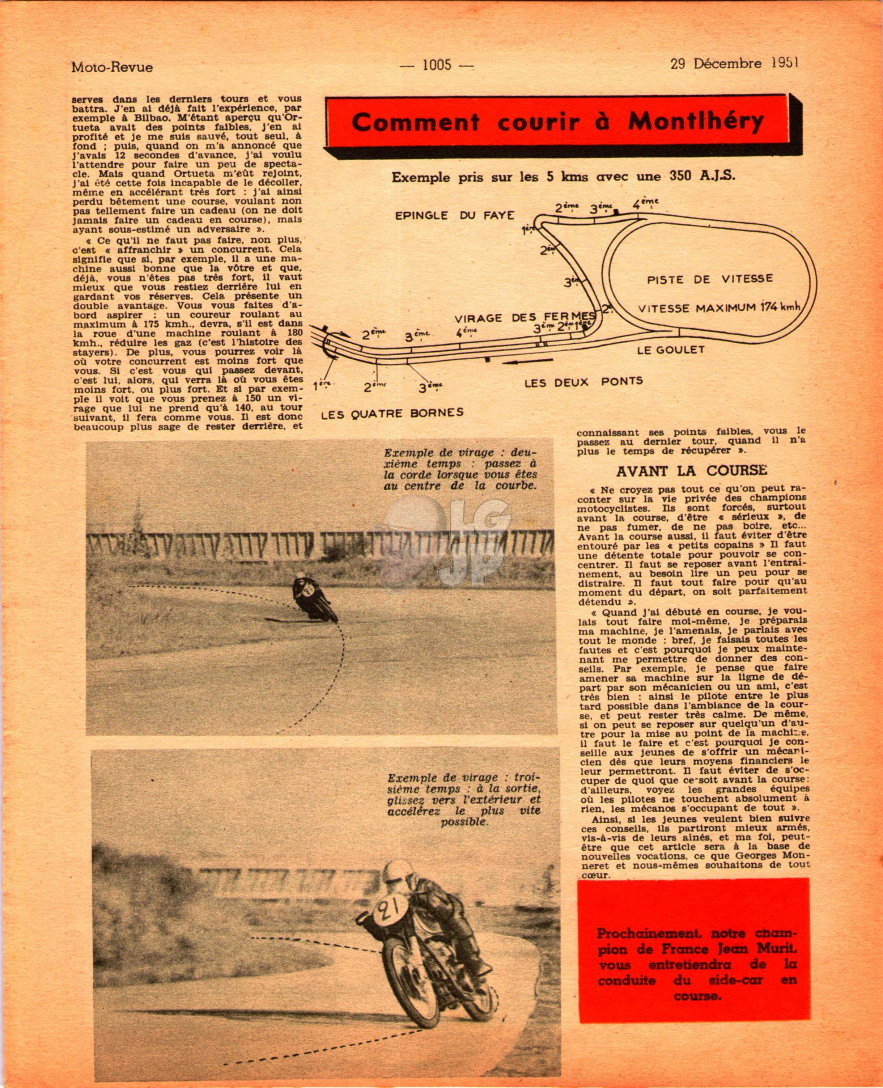 Moto-Revue
— 1005 —
29 Décembre 1951
serves dans les derniers tours et vous
battra. J'en ai déjà fait l'expérience, par
exemple à Bilbao. M'étant aperçu qu'Or-
tueta avait des points faibles, j'en ai
profité et je me suis sauvé, tout seul, à
fond ; puis, quand on m'a annoncé que
j'avais 12 secondes d'avance, j'ai voulu
l'attendre pour faire un peu de specta-
cle. Mais quand Ortueta m'eût rejoint,
j'ai été cette fois incapable de le décoller,
même en accélérant très fort : j'ai ainsi
perdu bêtement une course, voulant non
pas tellement faire un cadeau (on ne doit
jamais faire un cadeau en course), mais
ayant sous-estimé un adversaire ».
« Ce qu'il ne faut pas faire, non plus,
c'est « affranchir » un concurrent. Cela
signifie que si, par exemple, il a une ma-
chine aussi bonne que la vôtre et que,
déjà, vous n'êtes pas très fort, il vaut
mieux que vous restiez derrière lui en
gardant vos réserves. Cela présente un
double avantage. Vous vous faites d'a-
bord aspirer : un coureur roulant au
maximum à 175 kmh., devra, s'il est dans
la roue d'une machine roulant à 180
kmh., réduire les gaz (c'est l'histoire des
stayers). De plus, vous pourrez voir là
où votre concurrent est moins fort que
vous. Si c'est vous qui passez devant,
c'est lui, alors, qui verra là où vous êtes
moins fort, ou plus fort. Et si par exem-
ple il voit que vous prenez à 150 un vi-
rage que lui ne prend qu'à 140, au tour
suivant, il fera comme vous. Il est donc
beaucoup plus sage de rester derrière, et
Comment courir à Montlhéry
Exemple pris sur les 5 kms avec une 350 A.J.S.
EPINGLE DU FAYE
2ème 3ème 4ème
1ère
2è
3è
PISTE DE VITESSE
VITESSE MAXIMUM 174 kmh
VIRAGE DES FERMES
2è
2ème 3ème 4ème
3ème 2èm 1ère
LE GOULET
1ère 2ème 3ème
LES DEUX PONTS
LES QUATRE BORNES
Exemple de virage : deu-
xième temps : passez à
la corde lorsque vous êtes
au centre de la courbe.
LG
JP
21
Exemple de virage : troi-
sième temps : à la sortie,
glissez vers l'extérieur et
accélérez le plus vite
possible.
21
connaissant ses points faibles, vous le
passez au dernier tour, quand il n'a
plus le temps de récupérer ».
AVANT LA COURSE
« Ne croyez pas tout ce qu'on peut ra-
conter sur la vie privée des champions
motocyclistes. Ils sont forcés, surtout
avant la course, d'être « sérieux », de
ne pas fumer, de ne pas boire, etc...
Avant la course aussi, il faut éviter d'être
entouré par les « petits copains » Il faut
une détente totale pour pouvoir se con-
centrer. Il faut se reposer avant l'entraî-
nement, au besoin lire un peu pour se
distraire. Il faut tout faire pour qu'au
moment du départ, on soit parfaitement
détendu ».
« Quand j'ai débuté en course, je vou-
lais tout faire moi-même, je préparais
ma machine, je l'amenais, je parlais avec
tout le monde : bref, je faisais toutes les
fautes et c'est pourquoi je peux mainte-
nant me permettre de donner des con-
seils. Par exemple, je pense que faire
amener sa machine sur la ligne de dé-
part par son mécanicien ou un ami, c'est
très bien : ainsi le pilote entre le plus
tard possible dans l'ambiance de la cour-
se, et peut rester très calme. De même,
si on peut se reposer sur quelqu'un d'au-
tre pour la mise au point de la machine,
il faut le faire et c'est pourquoi je con-
seille aux jeunes de s'offrir un mécani-
cien dès que leurs moyens financiers le
leur permettront. Il faut éviter de s'oc-
cuper de quoi que ce soit avant la course:
d'ailleurs, voyez les grandes équipes
où les pilotes ne touchent absolument à
rien, les mécanos s'occupant de tout ».
Ainsi, si les jeunes veulent bien suivre
ces conseils, ils partiront mieux armés,
vis-à-vis de leurs aînés, et ma foi, peut-
être que cet article sera à la base de
nouvelles vocations, ce que Georges Mon-
neret et nous-mêmes souhaitons de tout
cœur.
Prochainement, notre cham-
pion de France Jean Murit,
vous entretiendra de la
conduite du side-car en
course.